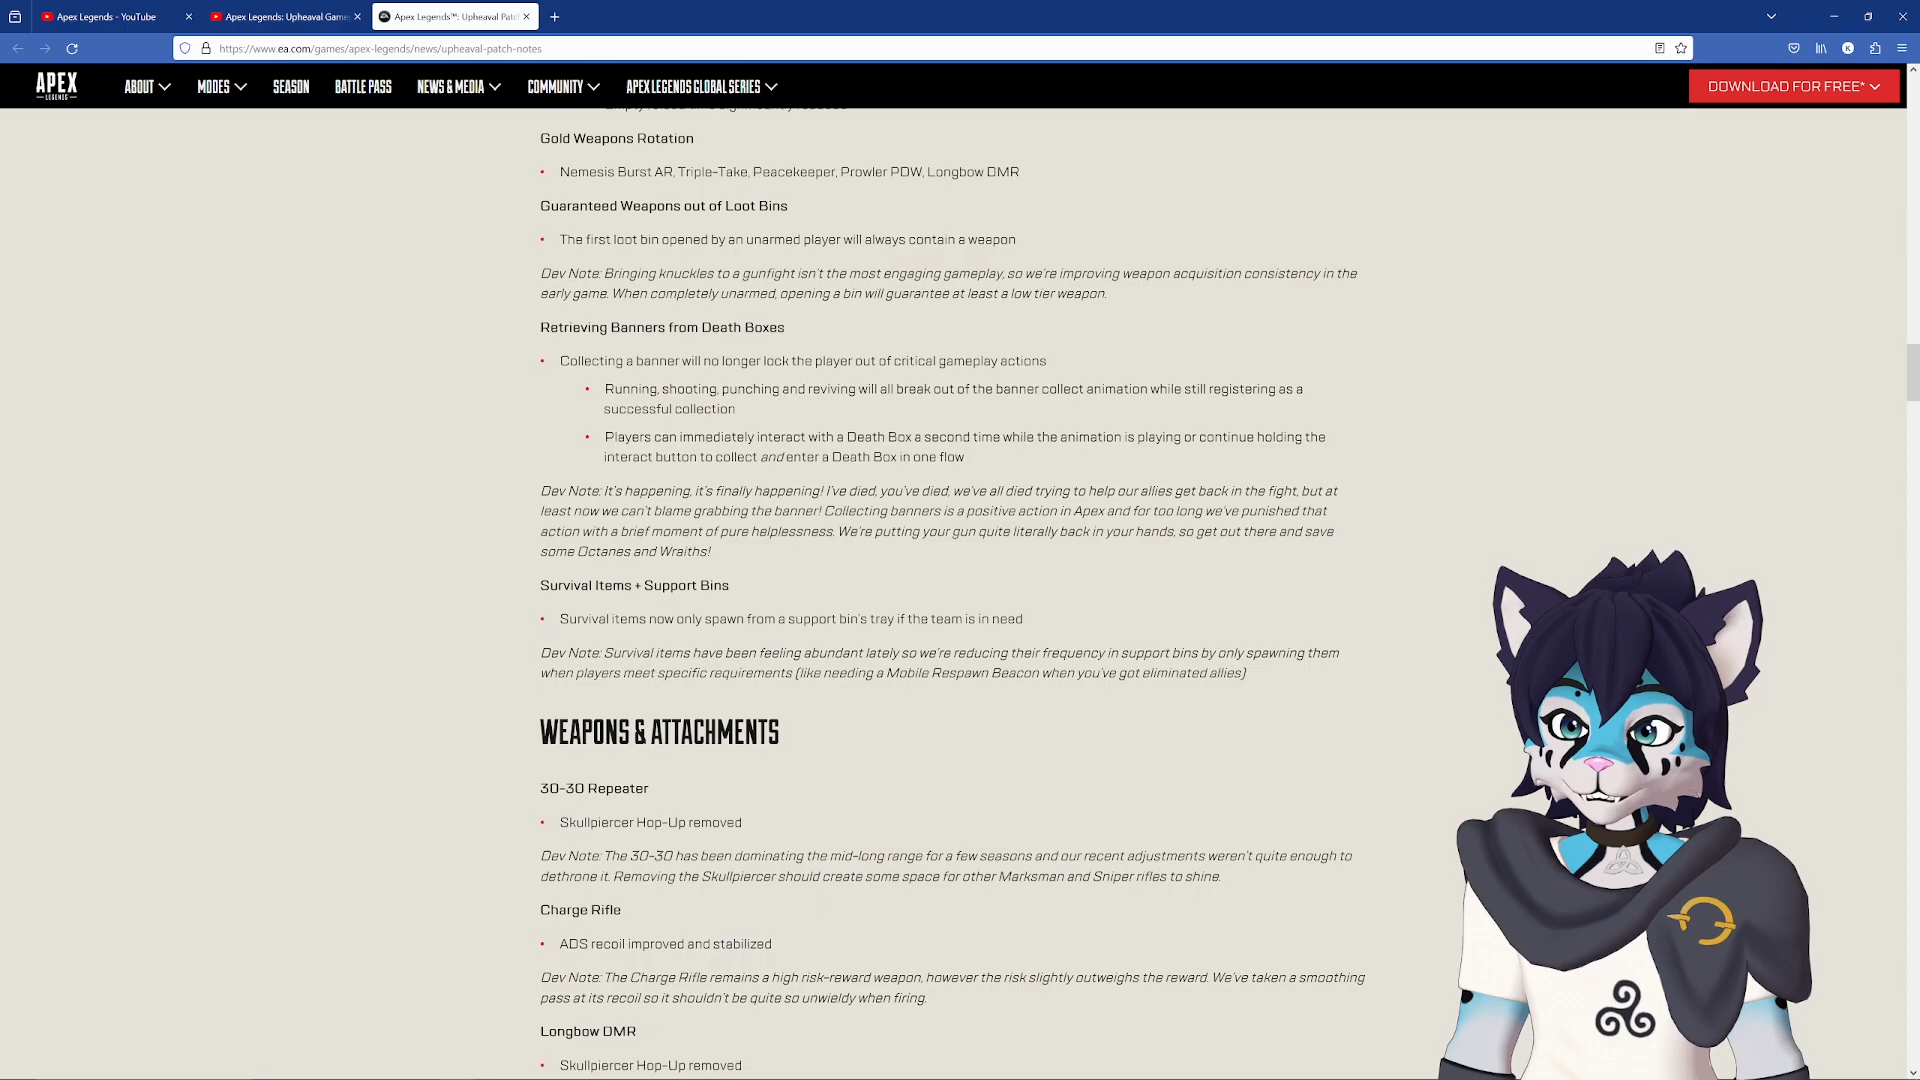 Apex Legends - YouTube
Apex Legends: Upheaval Game
Apex Legends™: Upheaval Patc
https://www.ea.com/games/apex-legends/news/upheaval-patch-notes
K
APEX
LEGENDS
ABOUT
MODES
SEASON
BATTLE PASS
NEWS & MEDIA
COMMUNITY
APEX LEGENDS GLOBAL SERIES
DOWNLOAD FOR FREE*
Gold Weapons Rotation
Nemesis Burst AR, Triple-Take, Peacekeeper, Prowler PDW, Longbow DMR
Guaranteed Weapons out of Loot Bins
The first loot bin opened by an unarmed player will always contain a weapon
Dev Note: Bringing knuckles to a gunfight isn't the most engaging gameplay, so we're improving weapon acquisition consistency in the
early game. When completely unarmed, opening a bin will guarantee at least a low tier weapon.
Retrieving Banners from Death Boxes
Collecting a banner will no longer lock the player out of critical gameplay actions
Running, shooting, punching and reviving will all break out of the banner collect animation while still registering as a
successful collection
Players can immediately interact with a Death Box a second time while the animation is playing or continue holding the
interact button to collect and enter a Death Box in one flow
Dev Note: It's happening, it's finally happening! I've died, you've died, we've all died trying to help our allies get back in the fight, but at
least now we can't blame grabbing the banner! Collecting banners is a positive action in Apex and for too long we've punished that
action with a brief moment of pure helplessness. We're putting your gun quite literally back in your hands, so get out there and save
some Octanes and Wraiths!
Survival Items + Support Bins
Survival items now only spawn from a support bin's tray if the team is in need
Dev Note: Survival items have been feeling abundant lately so we're reducing their frequency in support bins by only spawning them
when players meet specific requirements (like needing a Mobile Respawn Beacon when you've got eliminated allies)
WEAPONS & ATTACHMENTS
30-30 Repeater
Skullpiercer Hop-Up removed
Dev Note: The 30-30 has been dominating the mid-long range for a few seasons and our recent adjustments weren't quite enough to
dethrone it. Removing the Skullpiercer should create some space for other Marksman and Sniper rifles to shine.
Charge Rifle
ADS recoil improved and stabilized
Dev Note: The Charge Rifle remains a high risk-reward weapon, however the risk slightly outweighs the reward. We've taken a smoothing
pass at its recoil so it shouldn't be quite so unwieldy when firing.
Longbow DMR
Skullpiercer Hop-Up removed